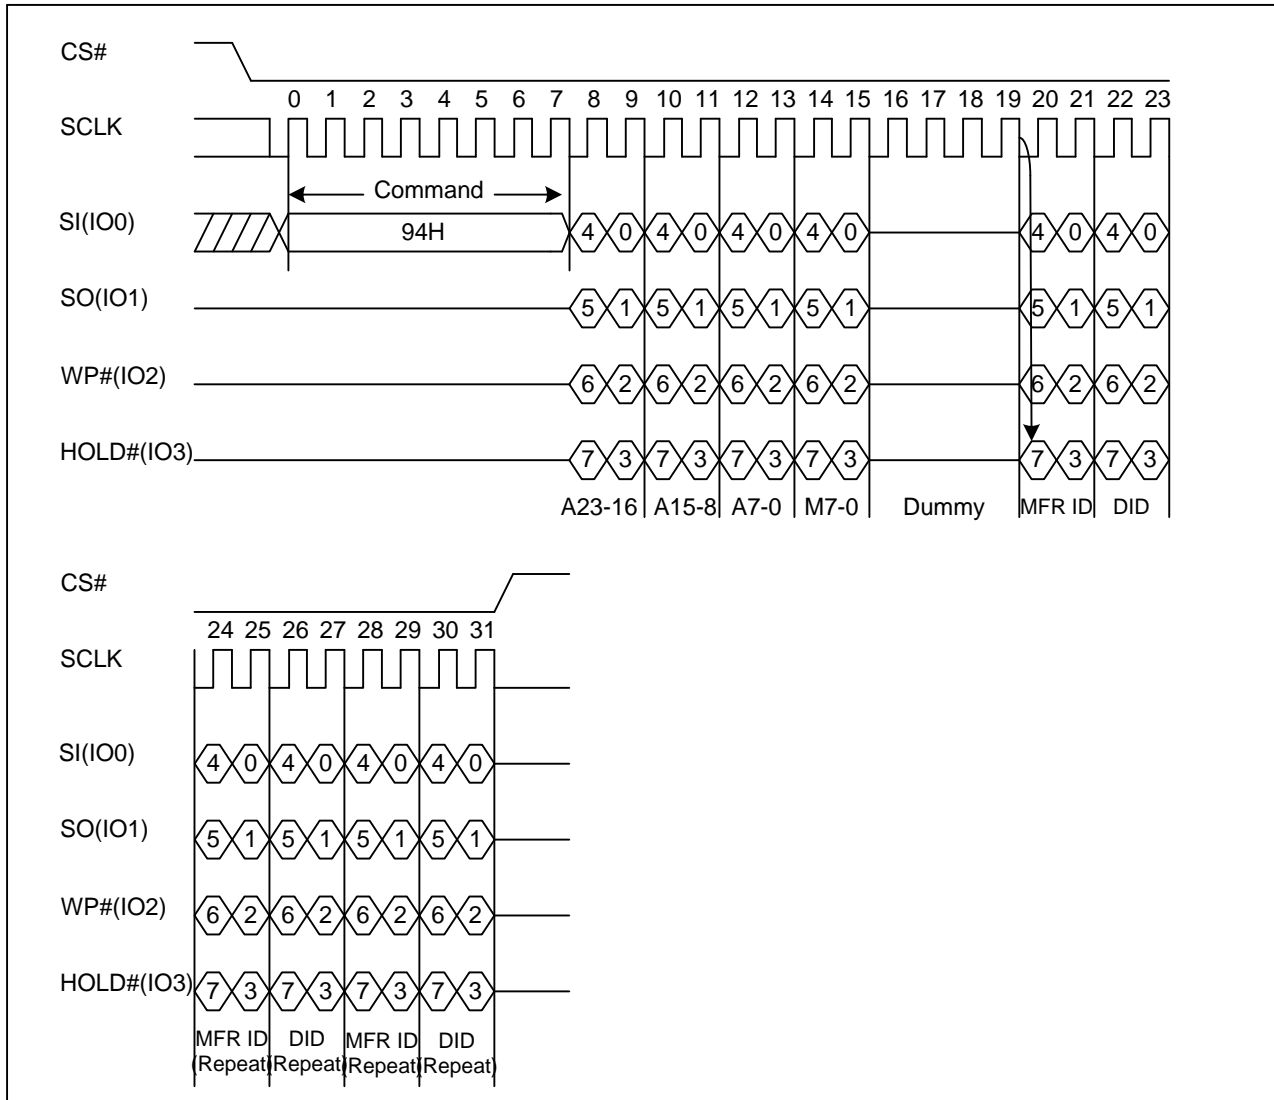 CS#
0 1 2 3 4 5 6 7 8 9 10 11 12 13 14 15 16 17 18 19 20 21 22 23
SCLK
Command
SI(IO0)
94H 4 0 4 0 4 0 4 0 4 0 4 0
SO(IO1)
5 1 5 1 5 1 5 1 5 1 5 1
WP#(IO2)
6 2 6 2 6 2 6 2 6 2 6 2
HOLD#(IO3)
7 3 7 3 7 3 7 3 7 3 7 3
A23-16 A15-8 A7-0 M7-0 Dummy MFR ID DID
CS#
24 25 26 27 28 29 30 31
SCLK
SI(IO0)
4 0 4 0 4 0 4 0
SO(IO1)
5 1 5 1 5 1 5 1
WP#(IO2)
6 2 6 2 6 2 6 2
HOLD#(IO3)
7 3 7 3 7 3 7 3
MFR ID DID MFR ID DID
(Repeat) (Repeat) (Repeat) (Repeat)